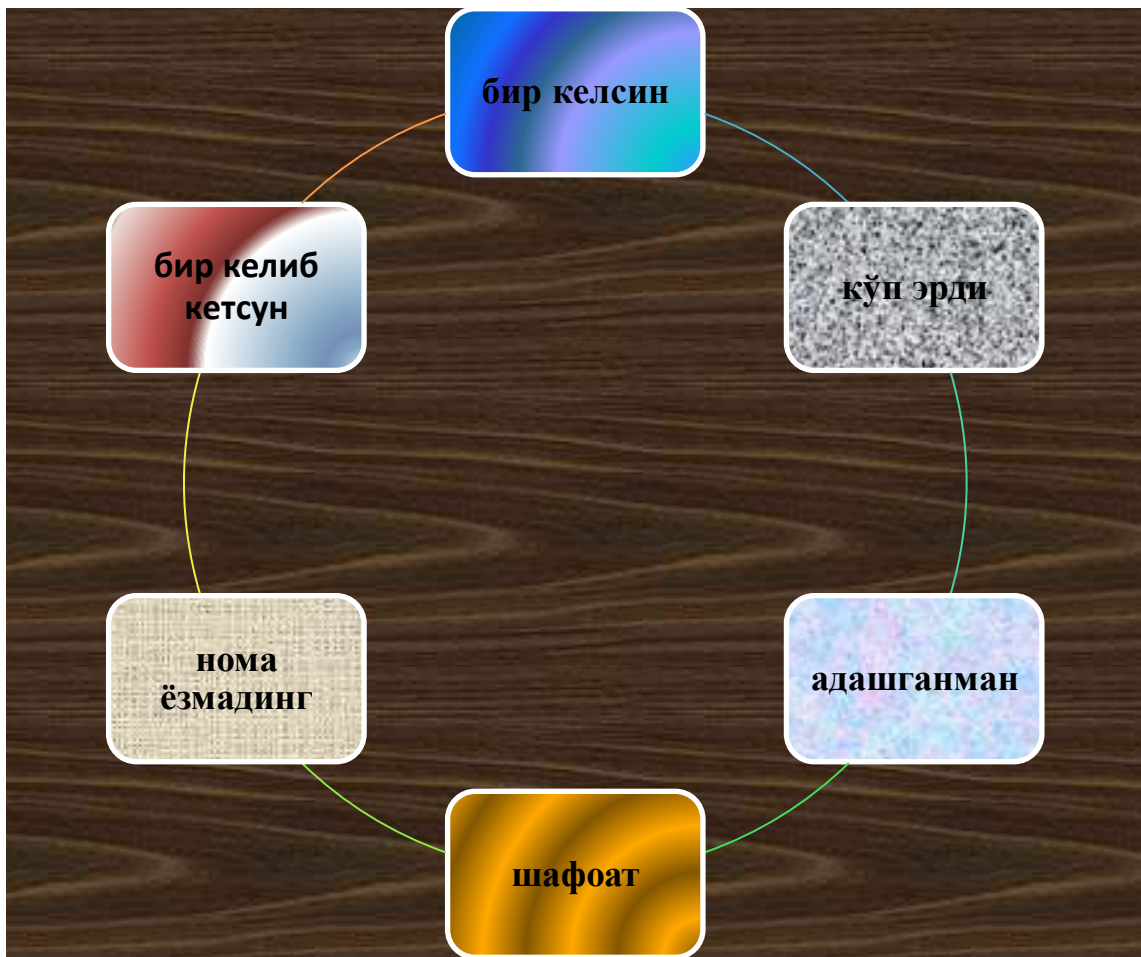 бир келсин
кўп эрди
адашганман
шафоат
нома
ёзмадинг
бир келиб
кетсун